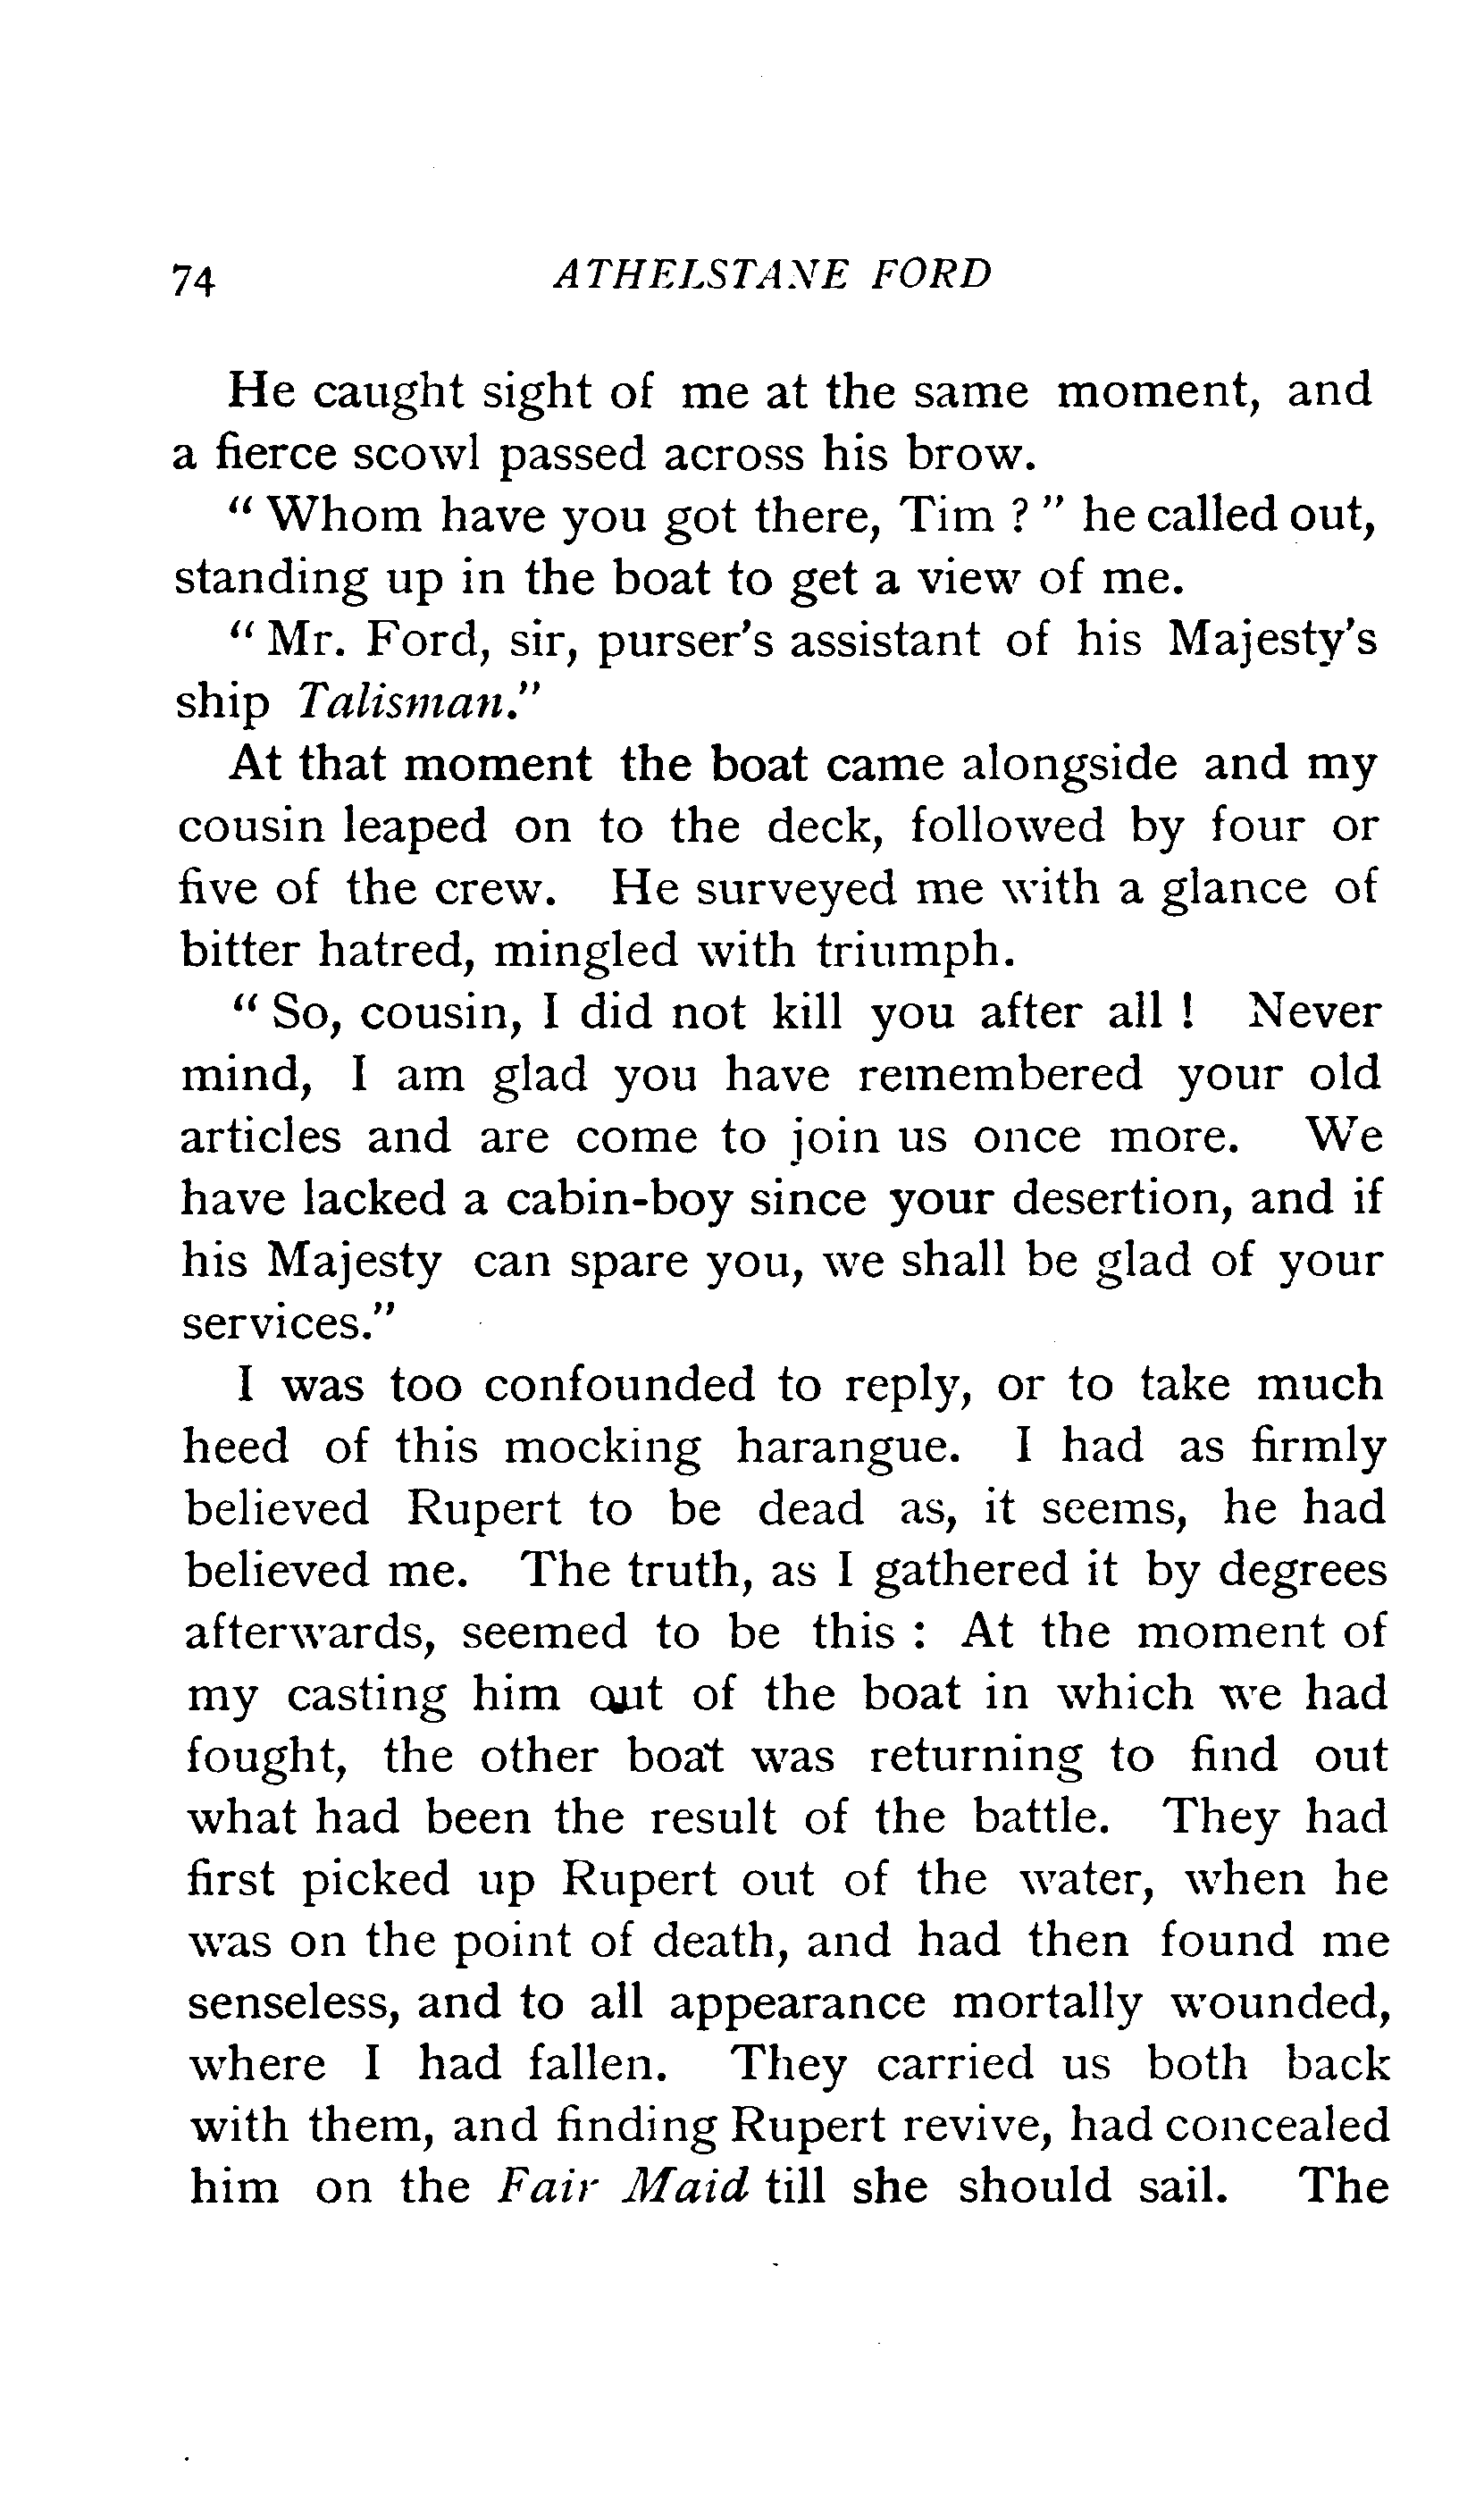 74 ATHELSTANE FORD
He caught sight of me at the same moment, and
a fierce scowl passed across his brow.
" Whom have you got there, Tim ? " he called out,
standing up in the boat to get a view of me.
" Mr. Ford, sir, purser's assistant of his Majesty's
ship Talisman."
At that moment the boat came alongside and my
cousin leaped on to the deck, followed by four or
five of the crew. He surveyed me with a glance of
bitter hatred, mingled with triumph.
" So, cousin, I did not kill you after all ! Never
mind, I am glad you have remembered your old
articles and are come to join us once more. We
have lacked a cabin-boy since your desertion, and if
his Majesty can spare you, we shall be glad of your
services."
I was too confounded to reply, or to take much
heed of this mocking harangue. I had as firmly
believed Rupert to be dead as, it seems, he had
believed me. The truth, as I gathered it by degrees
afterwards, seemed to be this : At the moment of
my casting him out of the boat in which we had
fought, the other boat was returning to find out
what had been the result of the battle. They had
first picked up Rupert out of the water, when he
was on the point of death, and had then found me
senseless, and to all appearance mortally wounded,
where I had fallen. They carried us both back
with them, and finding Rupert revive, had concealed
him on the Fair Maid till she should sail. The